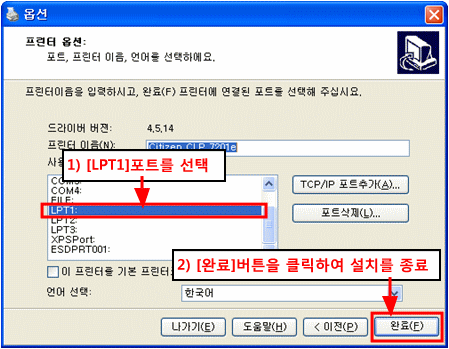 옵션
프린터 옵션:
포트, 프린터 이름, 언어를 선택하에요.
프린터이름을 입력하시고, 완료(F) 프린터에 연결된 포트를 선택해 주십시요.
드라이버 버젼: 4,5,14
프린터 이름(N): Citizen CLP 7201e
사용
1) [LPT1]포트를 선택
COM3:
COM4:
FILE:
LPT1:
LPT2:
LPT3:
XPSPort:
ESDPRT001:
TCP/IP 포트추가(A)...
포트삭제(L)...
이 프린터를 기본 프린터
2) [완료]버튼을 클릭하여 설치를 종료
언어 선택: 한국어
나가기(E) 도움말(H) < 이전(P) 완료(F)